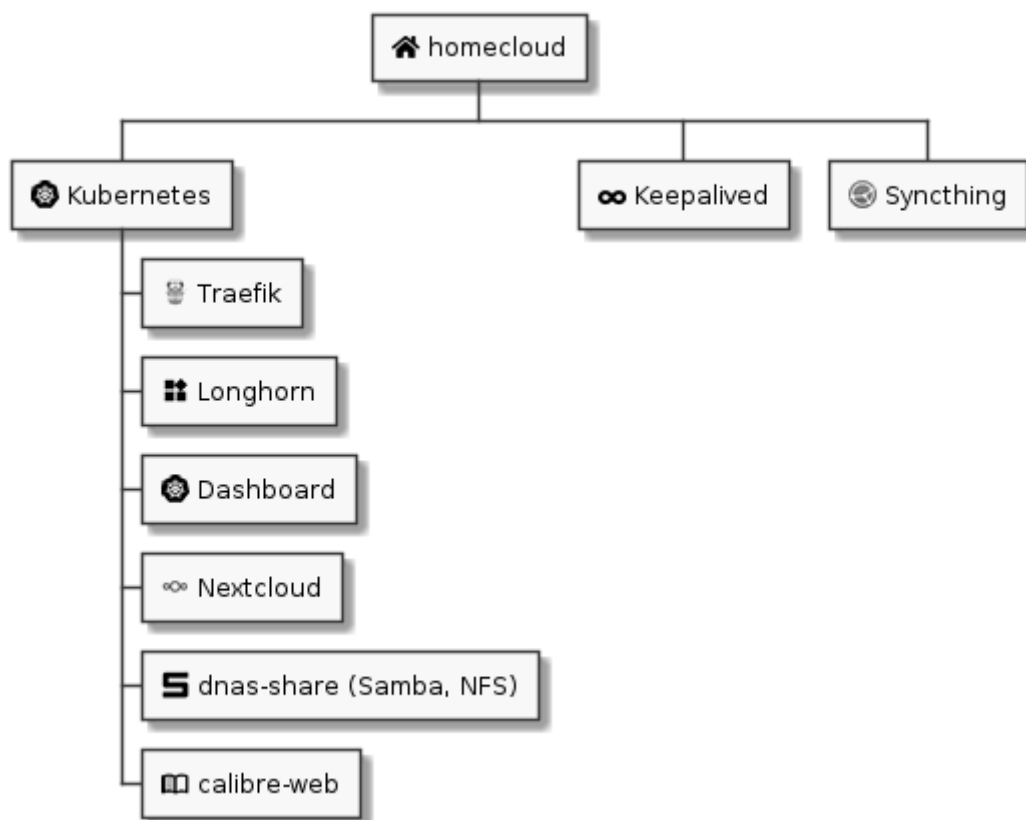 homecloud
Kubernetes
Keepalived
Syncthing
Traefik
Longhorn
Dashboard
Nextcloud
dnas-share (Samba, NFS)
calibre-web